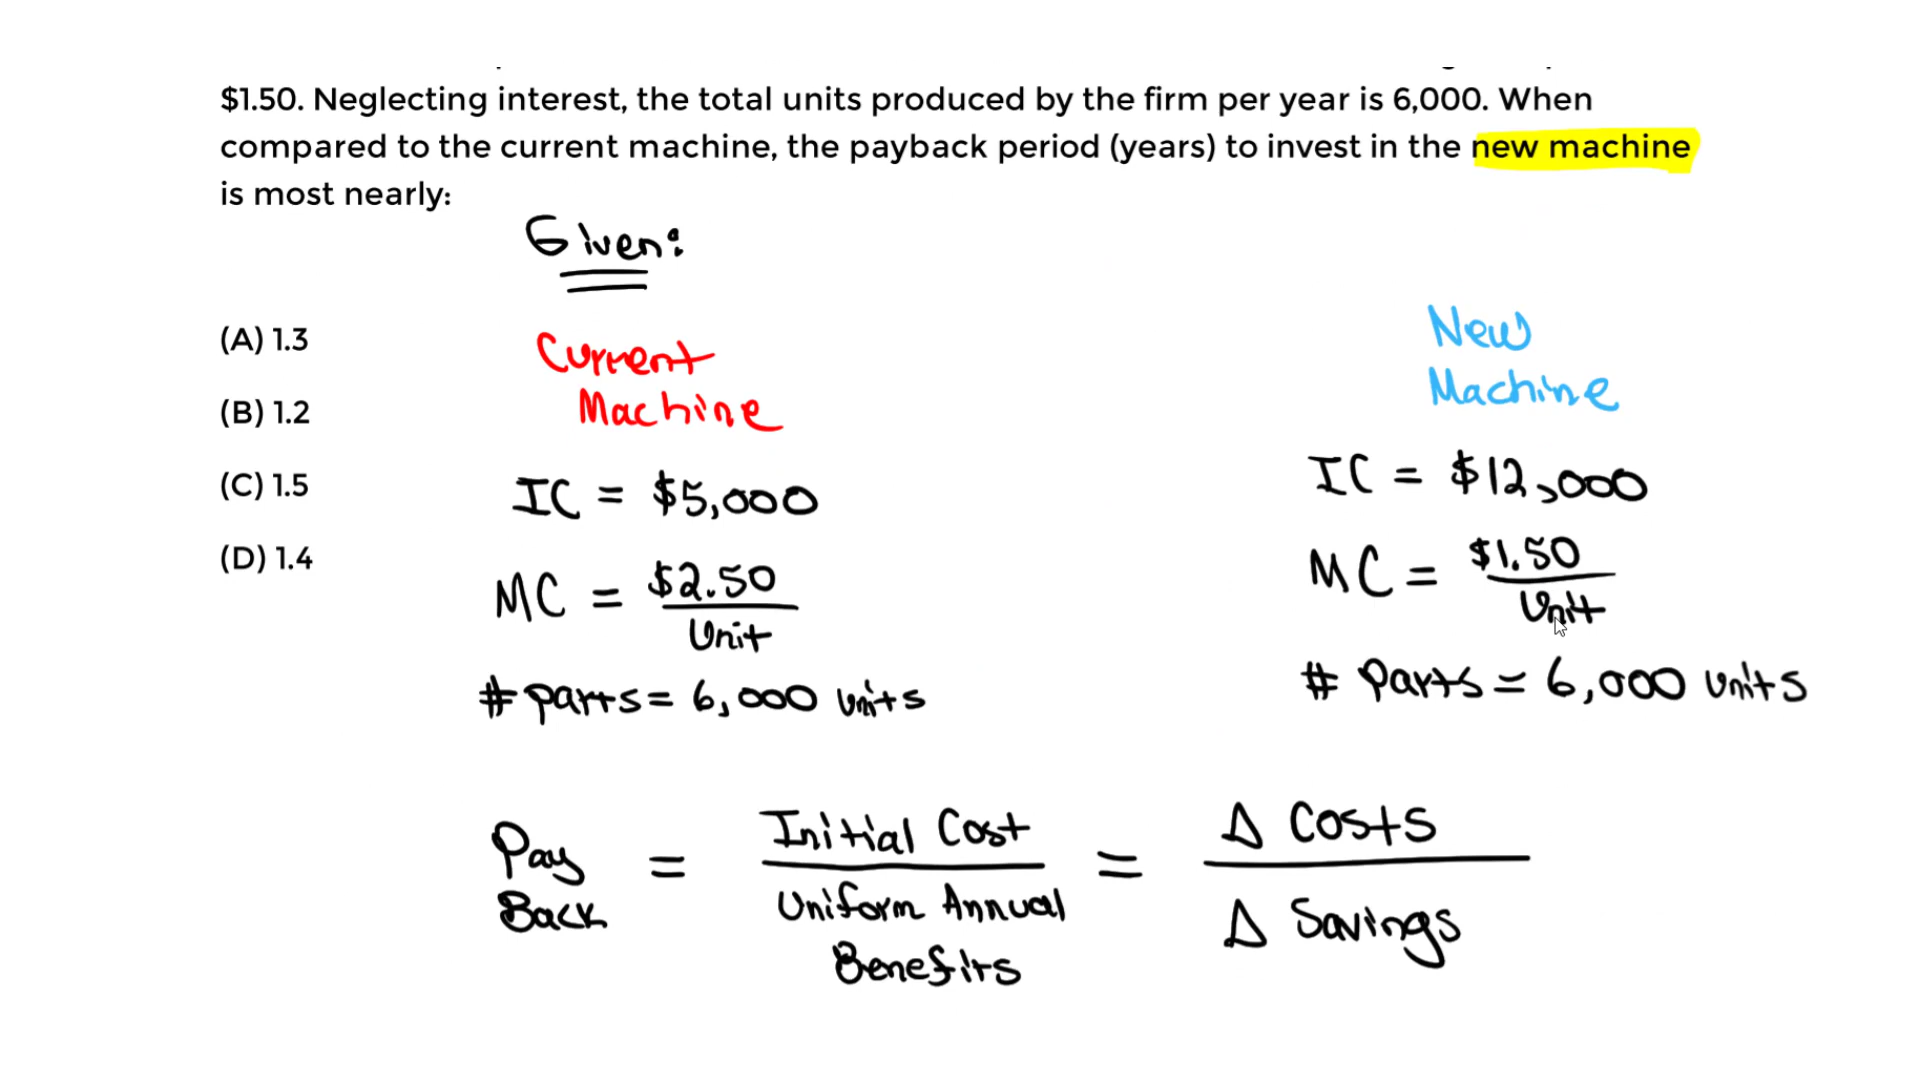 $1.50. Neglecting interest, the total units produced by the firm per year is 6,000. When
compared to the current machine, the payback period (years) to invest in the new machine
is most nearly:
Given:
(A) 1.3
(B) 1.2
(C) 1.5
(D) 1.4
Current
Machine
IC = $5,000
MC = $2.50
Unit
# parts = 6,000 units
New
Machine
IC = $12,000
MC = $1.50
Unit
# Parts = 6,000 units
Pay
Back
=
Initial Cost
Uniform Annual
Benefits
=
Δ Costs
Δ Savings